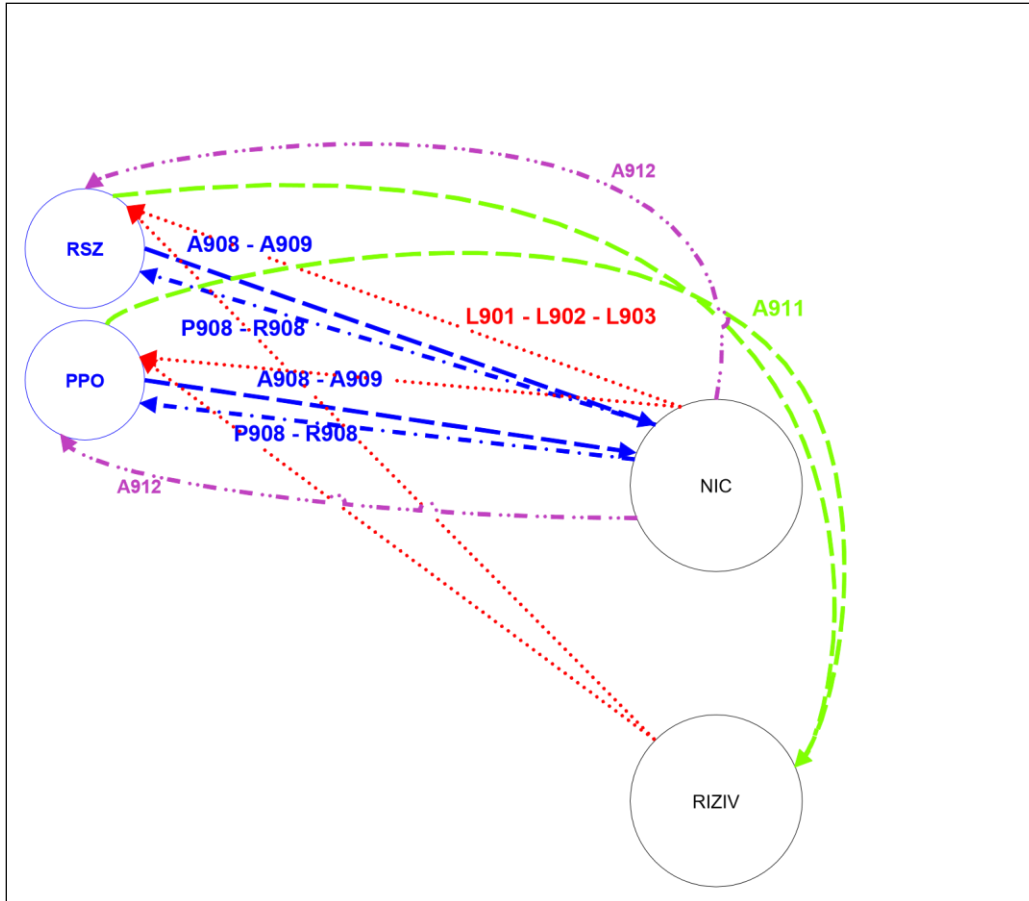 A912
RSZ
A908 - A909
L901 - L902 - L903
A911
P908 - R908
PPO
A908 - A909
P908 - R908
A912
NIC
RIZIV